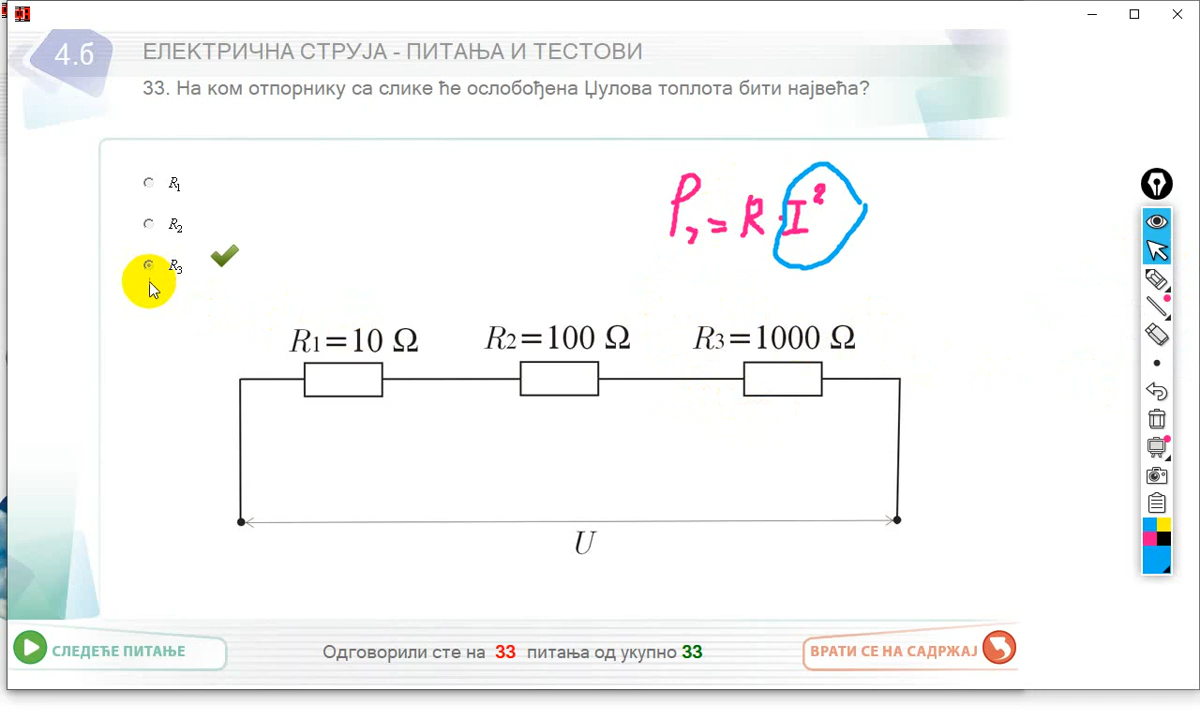 4.б
ЕЛЕКТРИЧНА СТРУЈА - ПИТАЊА И ТЕСТОВИ
33. На ком отпорнику са слике ће ослобођена Џулова топлота бити највећа?
R1
R2
R3
P, = R · I²
R1=10 Ω
R2=100 Ω
R3=1000 Ω
U
СЛЕДЕЋЕ ПИТАЊЕ
Одговорили сте на 33 питања од укупно 33
ВРАТИ СЕ НА САДРЖАЈ